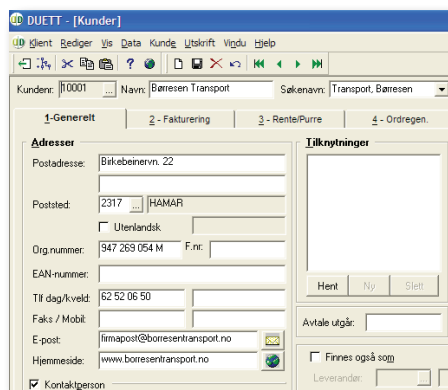 DUETT - [Kunder]
Klient Rediger Vis Data Kunde Utskrift Vindu Hjelp
Kundenr: 10001 ... Navn: Børresen Transport Søkenavn: Transport, Børresen
1-Generelt 2 - Fakturering 3 - Rente/Purre 4 - Ordregen.
Adresser Tilknytninger
Postadresse: Birkebeinervn. 22
Poststed: 2317 ... HAMAR
Utenlandsk
Org.nummer: 947 269 054 M F.nr:
EAN-nummer:
Hent Ny Slett
Tlf dag/kveld: 62 52 06 50
Faks / Mobil:
Avtale utgår:
E-post: firmapost@borresentransport.no
Hjemmeside: www.borresentransport.no
Finnes også som
Kontaktperson
Leverandør: ...